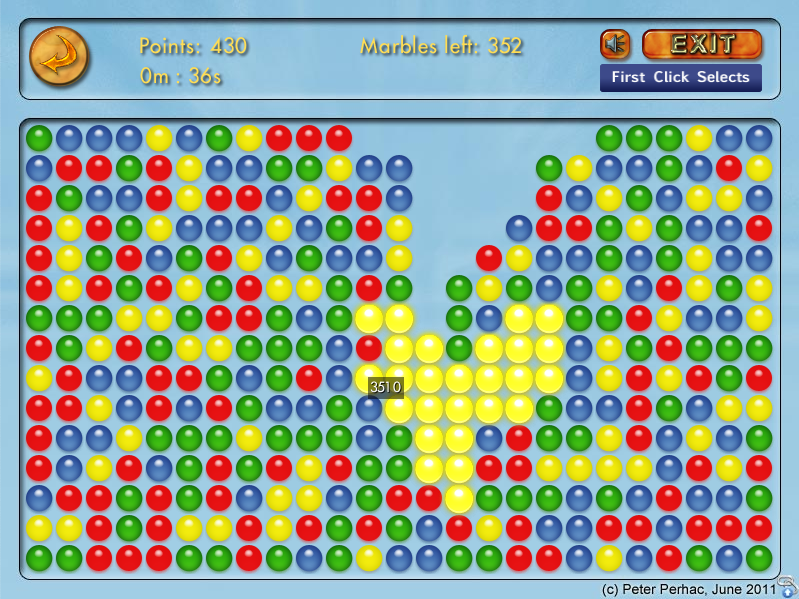 Points: 430
Marbles left: 352
EXIT
0m : 36s
First Click Selects
3510
(c) Peter Perhac, June 2011